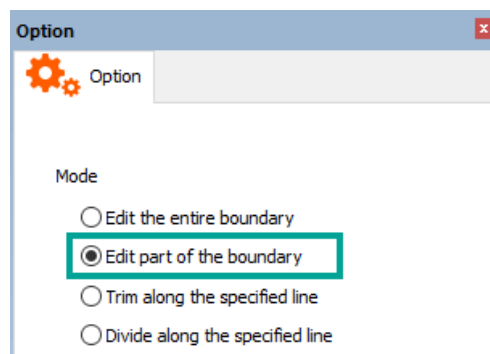 Option
Option
Mode
Edit the entire boundary
Edit part of the boundary
Trim along the specified line
Divide along the specified line